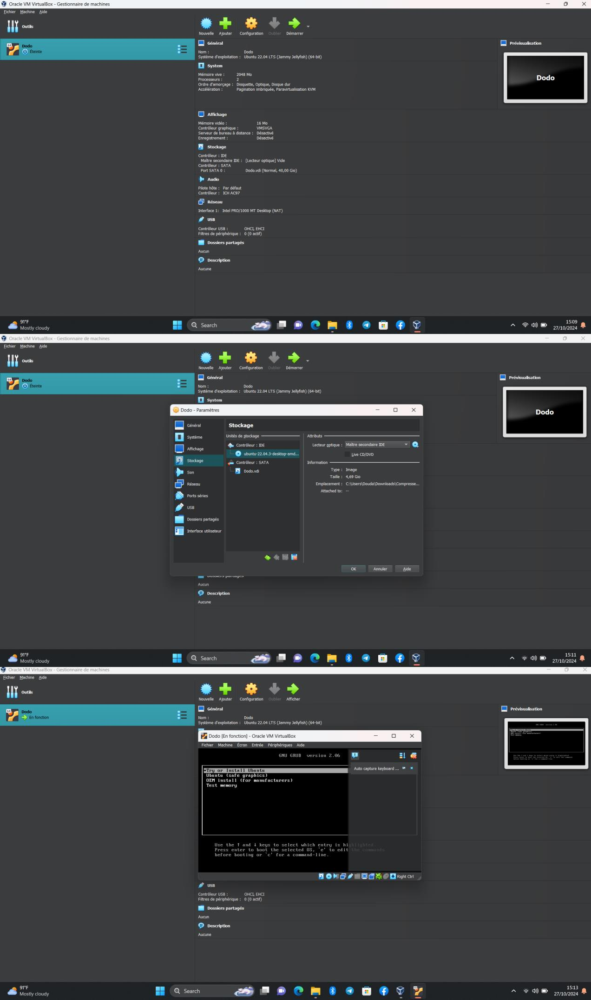 Oracle VM VirtualBox - Gestionnaire de machines
Fichier Machine Aide
Outils
Nouvelle Ajouter Configuration Oublier Démarrer
64
Dodo
Éteinte
Général
Nom : Dodo
Système d'exploitation : Ubuntu 22.04 LTS (Jammy Jellyfish) (64-bit)
Prévisualisation
Dodo
System
Mémoire vive : 2048 Mo
Processeurs : 2
Ordre d'amorçage : Disquette, Optique, Disque dur
Accélération : Pagination imbriquée, Paravirtualisation KVM
Affichage
Mémoire vidéo : 16 Mo
Contrôleur graphique : VMSVGA
Serveur de bureau à distance : Désactivé
Enregistrement : Désactivé
Stockage
Contrôleur : IDE
Maître secondaire IDE : [Lecteur optique] Vide
Contrôleur : SATA
Port SATA 0 : Dodo.vdi (Normal, 40,00 Gio)
Audio
Pilote hôte : Par défaut
Contrôleur : ICH AC97
Réseau
Interface 1: Intel PRO/1000 MT Desktop (NAT)
USB
Contrôleur USB : OHCI, EHCI
Filtres de périphérique : 0 (0 actif)
Dossiers partagés
Aucun
Description
Aucune
91°F
Mostly cloudy
Search
15:09
27/10/2024
Oracle VM VirtualBox - Gestionnaire de machines
Fichier Machine Aide
Outils
Nouvelle Ajouter Configuration Oublier Démarrer
64
Dodo
Éteinte
Général
Nom : Dodo
Système d'exploitation : Ubuntu 22.04 LTS (Jammy Jellyfish) (64-bit)
Prévisualisation
Dodo
System
Dodo - Paramètres
Général
Système
Affichage
Stockage
Son
Réseau
Ports séries
USB
Dossiers partagés
Interface utilisateur
Stockage
Unités de stockage
Contrôleur : IDE
ubuntu-22.04.3-desktop-amd...
Contrôleur : SATA
Dodo.vdi
Attributs
Lecteur optique : Maître secondaire IDE
Live CD/DVD
Information
Type : Image
Taille : 4,69 Gio
Emplacement : C:\Users\Douda\Downloads\Compresse...
Attached to: --
OK Annuler Aide
Dossiers partagés
Aucun
Description
Aucune
91°F
Mostly cloudy
Search
15:11
27/10/2024
Oracle VM VirtualBox - Gestionnaire de machines
Fichier Machine Aide
Outils
Nouvelle Ajouter Configuration Oublier Afficher
64
Dodo
En fonction
Général
Nom : Dodo
Système d'exploitation : Ubuntu 22.04 LTS (Jammy Jellyfish) (64-bit)
Prévisualisation
Dodo [En fonction] - Oracle VM VirtualBox
Fichier Machine Écran Entrée Périphériques Aide
GNU GRUB version 2.06
Auto capture keyboard ...
*Try or Install Ubuntu
Ubuntu (safe graphics)
OEM install (for manufacturers)
Test memory
Use the ↑ and ↓ keys to select which entry is highlighted.
Press enter to boot the selected OS, `e' to edit the commands
before booting or `c' for a command-line.
Right Ctrl
USB
Contrôleur USB : OHCI, EHCI
Filtres de périphérique : 0 (0 actif)
Dossiers partagés
Aucun
Description
Aucune
91°F
Mostly cloudy
Search
15:13
27/10/2024